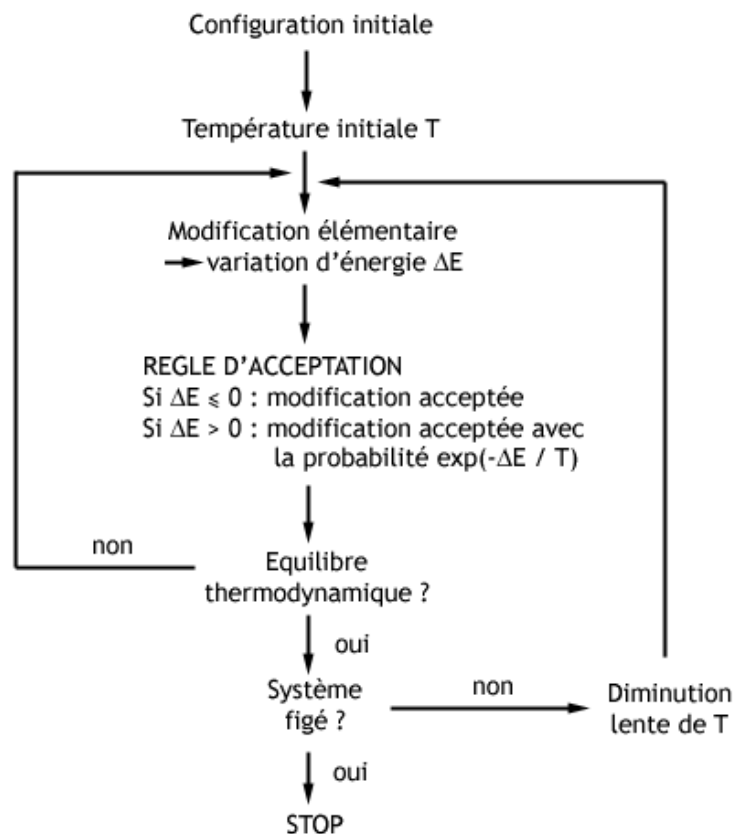 Configuration initiale
Température initiale T
Modification élémentaire
variation d'énergie ΔE
REGLE D'ACCEPTATION
Si ΔE ⩽ 0 : modification acceptée
Si ΔE > 0 : modification acceptée avec
la probabilité exp(-ΔE / T)
non
Equilibre
thermodynamique ?
oui
Système
figé ?
non
Diminution
lente de T
oui
STOP